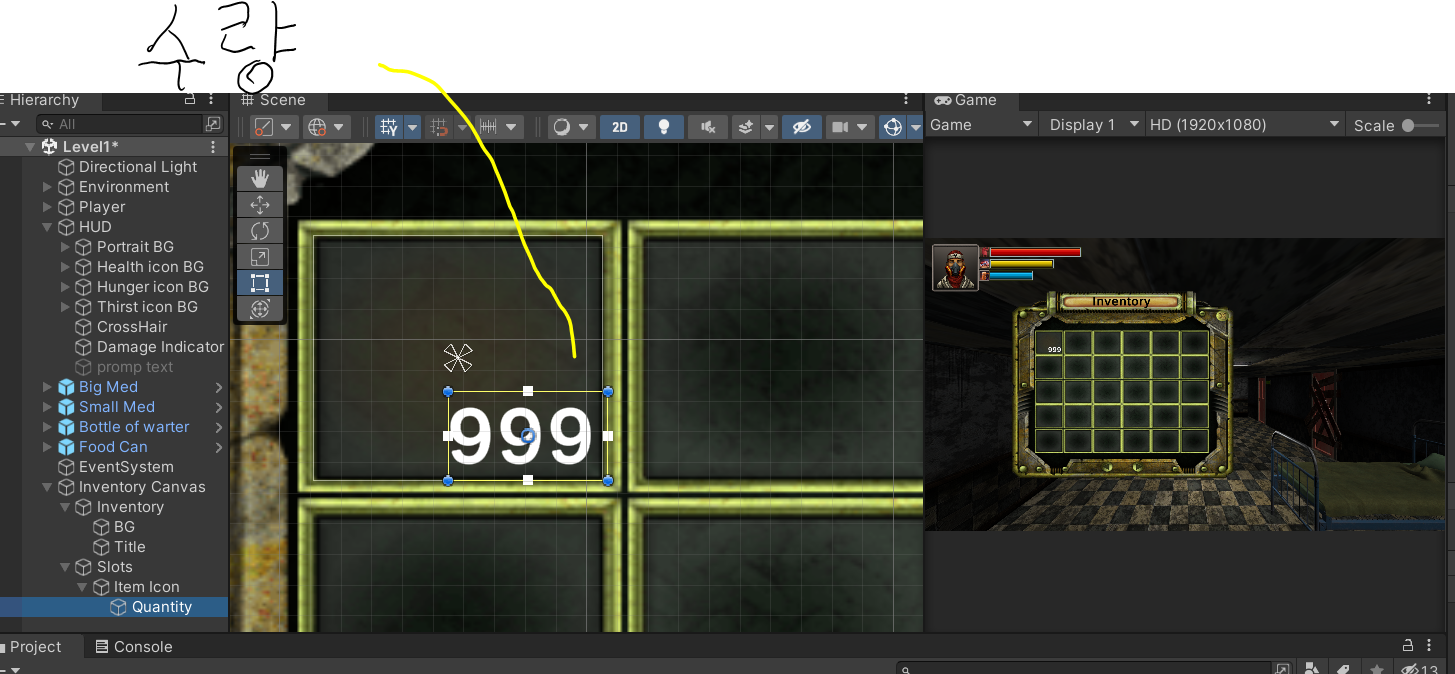 수량
Hierarchy
Scene
Game
All
2D
Game
Display 1
HD (1920x1080)
Scale
Level1*
Directional Light
Environment
Player
HUD
Portrait BG
Health icon BG
Hunger icon BG
Thirst icon BG
CrossHair
Damage Indicator
promp text
Big Med
Small Med
Bottle of warter
Food Can
EventSystem
Inventory Canvas
Inventory
BG
Title
Slots
Item Icon
Quantity
999
Inventory
999
Project
Console
13